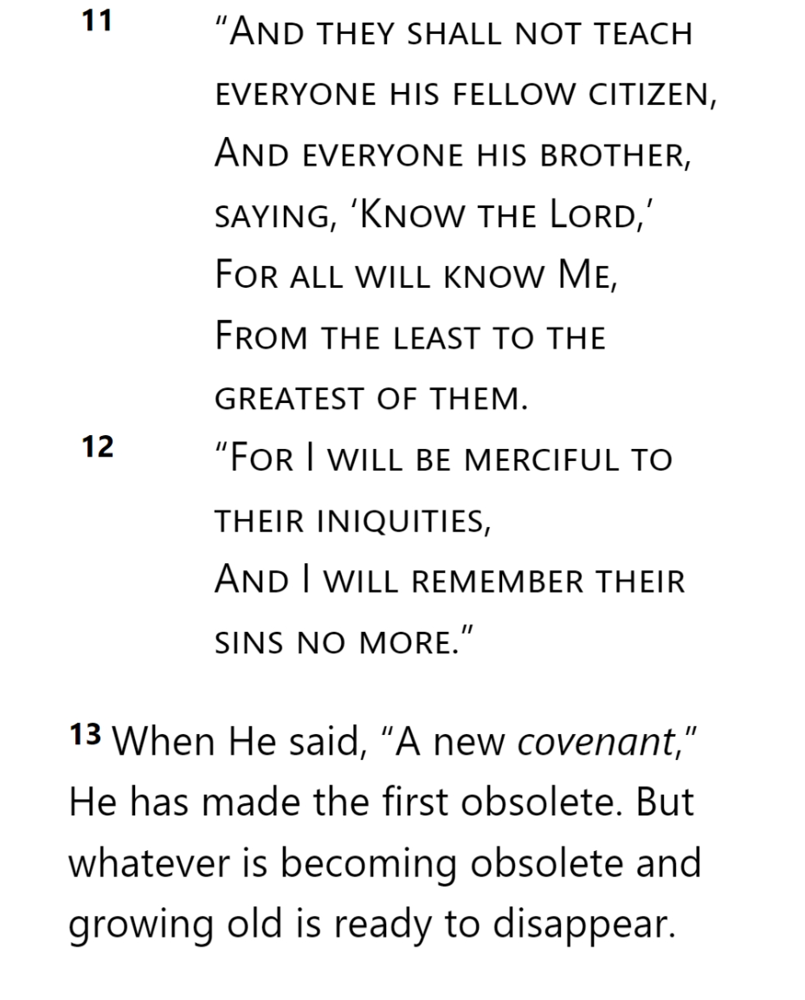 11 “And they shall not teach
everyone his fellow citizen,
And everyone his brother,
saying, ‘Know the Lord,’
For all will know Me,
From the least to the
greatest of them.
12 “For I will be merciful to
their iniquities,
And I will remember their
sins no more.”
13 When He said, “A new covenant,”
He has made the first obsolete. But
whatever is becoming obsolete and
growing old is ready to disappear.